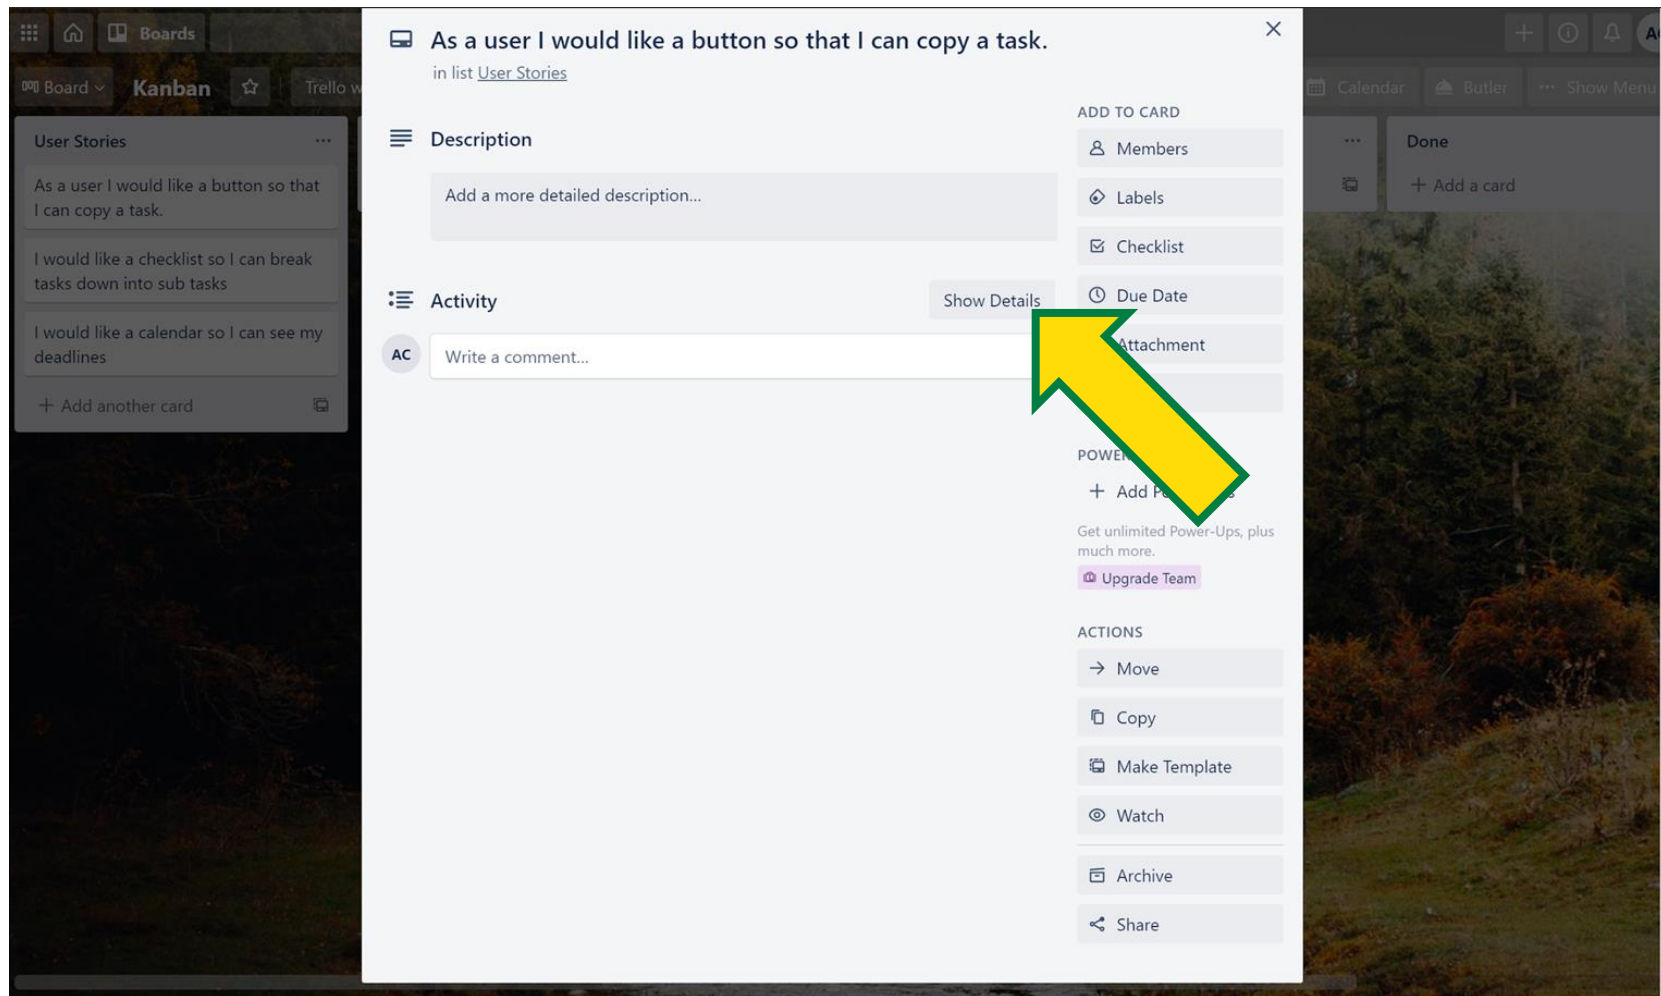 Boards
Board
Kanban
Trello w
Calendar
Butler
Show Menu
User Stories
As a user I would like a button so that
I can copy a task.
I would like a checklist so I can break
tasks down into sub tasks
I would like a calendar so I can see my
deadlines
+ Add another card
As a user I would like a button so that I can copy a task.
in list User Stories
Description
Add a more detailed description...
Activity
Show Details
AC
Write a comment...
ADD TO CARD
Members
Labels
Checklist
Due Date
Attachment
POWER
+ Add
Get unlimited Power-Ups, plus
much more.
Upgrade Team
ACTIONS
Move
Copy
Make Template
Watch
Archive
Share
Done
+ Add a card